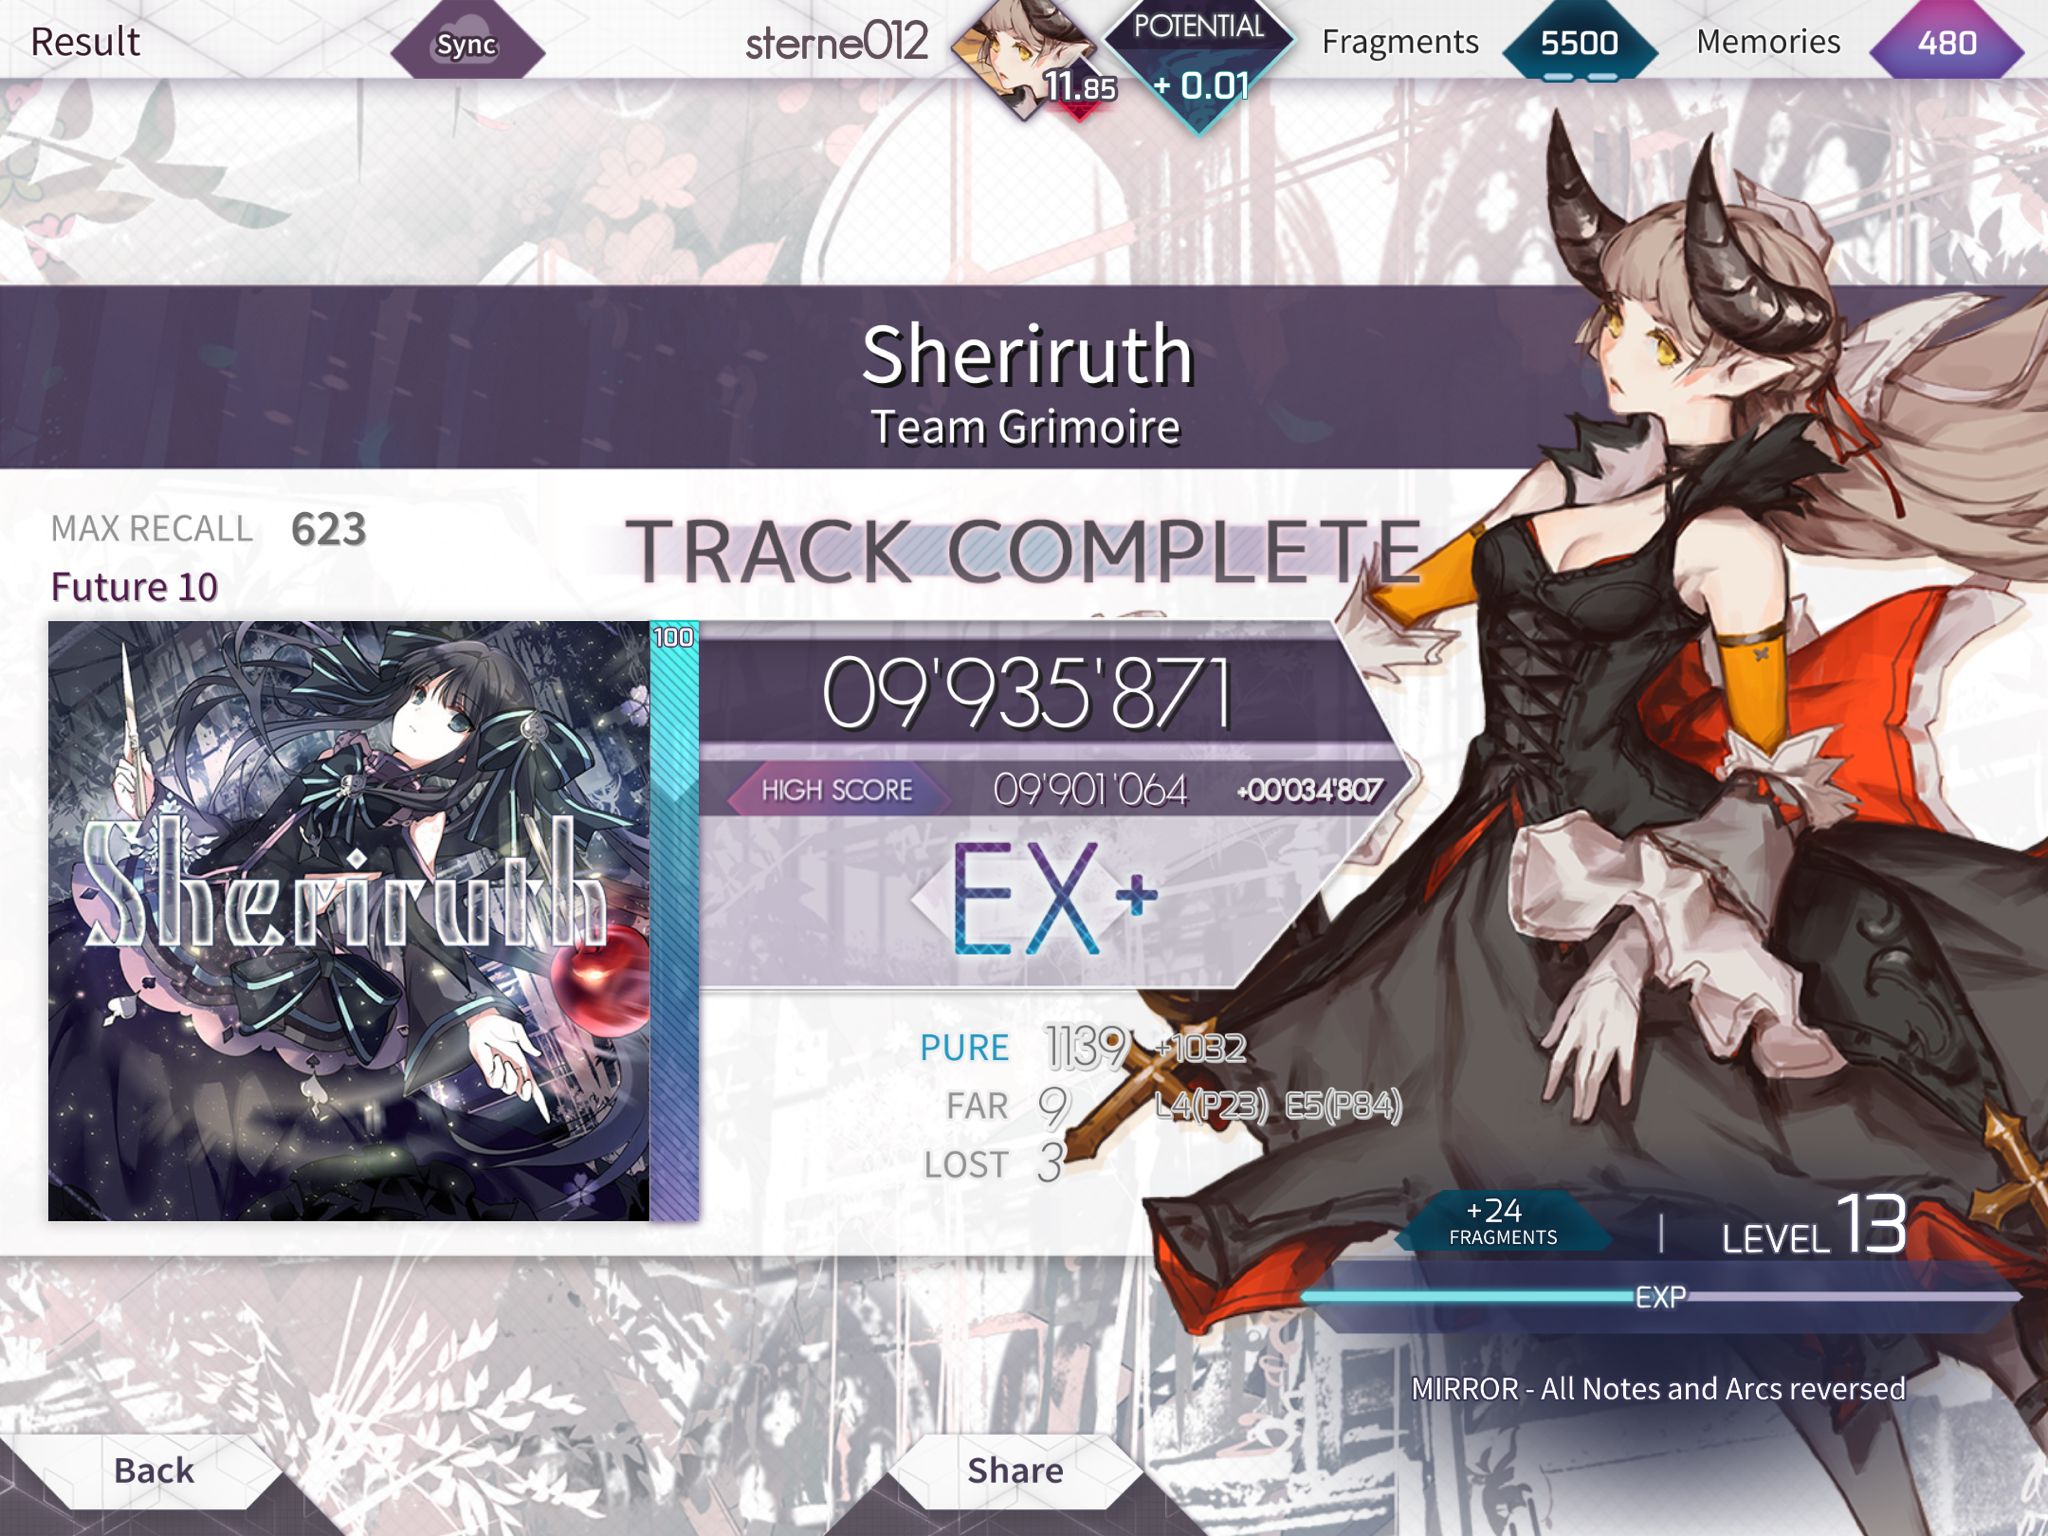 Result
Sync
sterne012
11.85
POTENTIAL
+ 0.01
Fragments
5500
Memories
480
Sheriruth
Team Grimoire
MAX RECALL 623
TRACK COMPLETE
Future 10
100
Sheriruth
09'935'871
HIGH SCORE 09'901'064 +00'034'807
EX+
PURE 1139 +1032
FAR 9 L4(P23) E5(P84)
LOST 3
+24
FRAGMENTS
LEVEL 13
EXP
MIRROR - All Notes and Arcs reversed
Back
Share